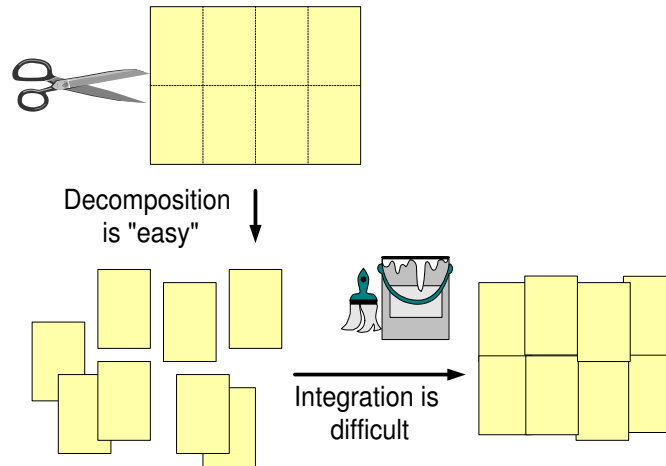 Decomposition
is "easy"
Integration is
difficult